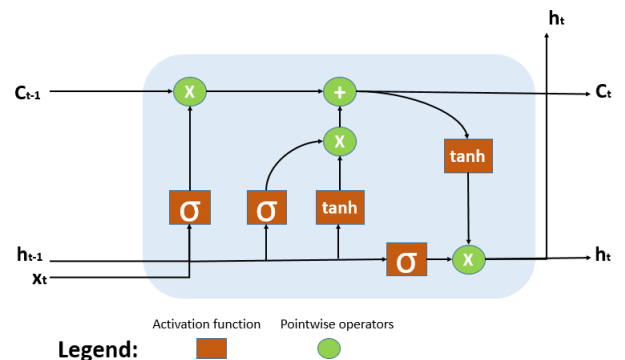 hₜ
Cₜ₋₁ x + Cₜ
x tanh
σ σ tanh
hₜ₋₁ σ x hₜ
xₜ
Activation function Pointwise operators
Legend: